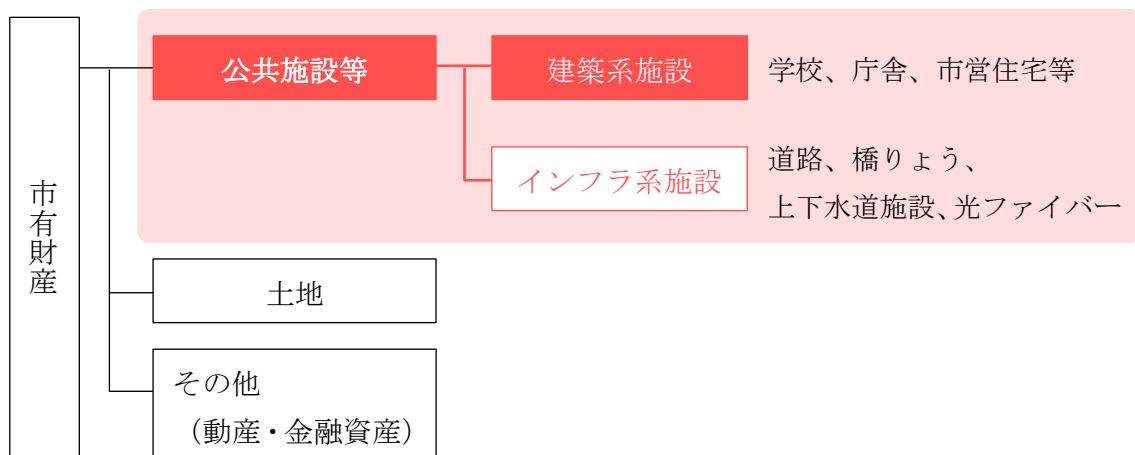 市有財産
公共施設等
建築系施設
学校、庁舎、市営住宅等
インフラ系施設
道路、橋りょう、
上下水道施設、光ファイバー
土地
その他
（動産・金融資産）